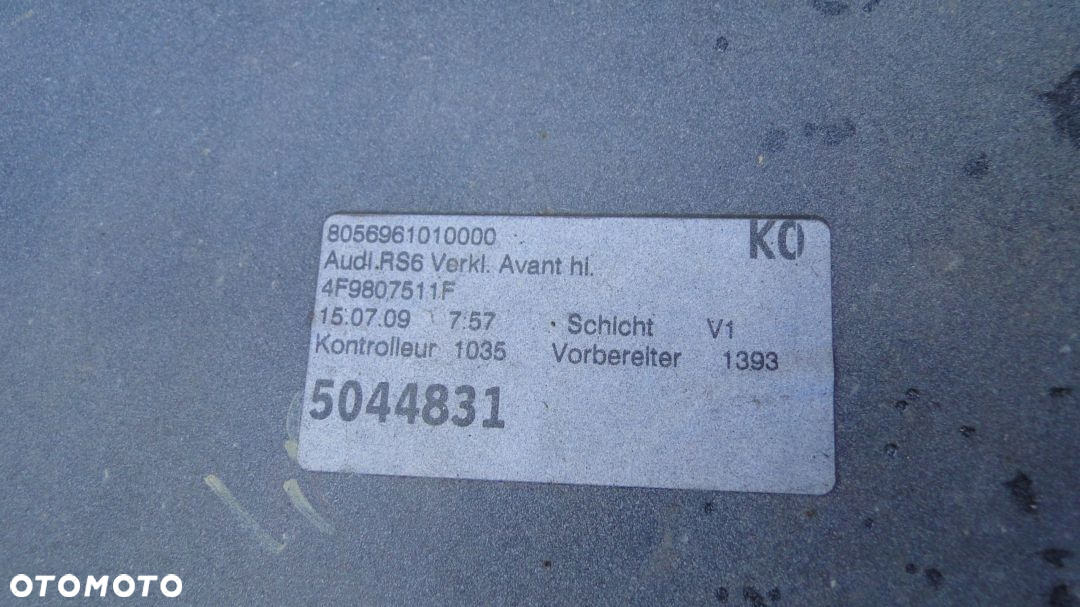 8056961010000 K0
Audi.RS6 Verkl. Avant hl.
4F9807511F
15.07.09 7:57 Schicht V1
Kontrolleur 1035 Vorbereiter 1393
5044831
OTOMOTO